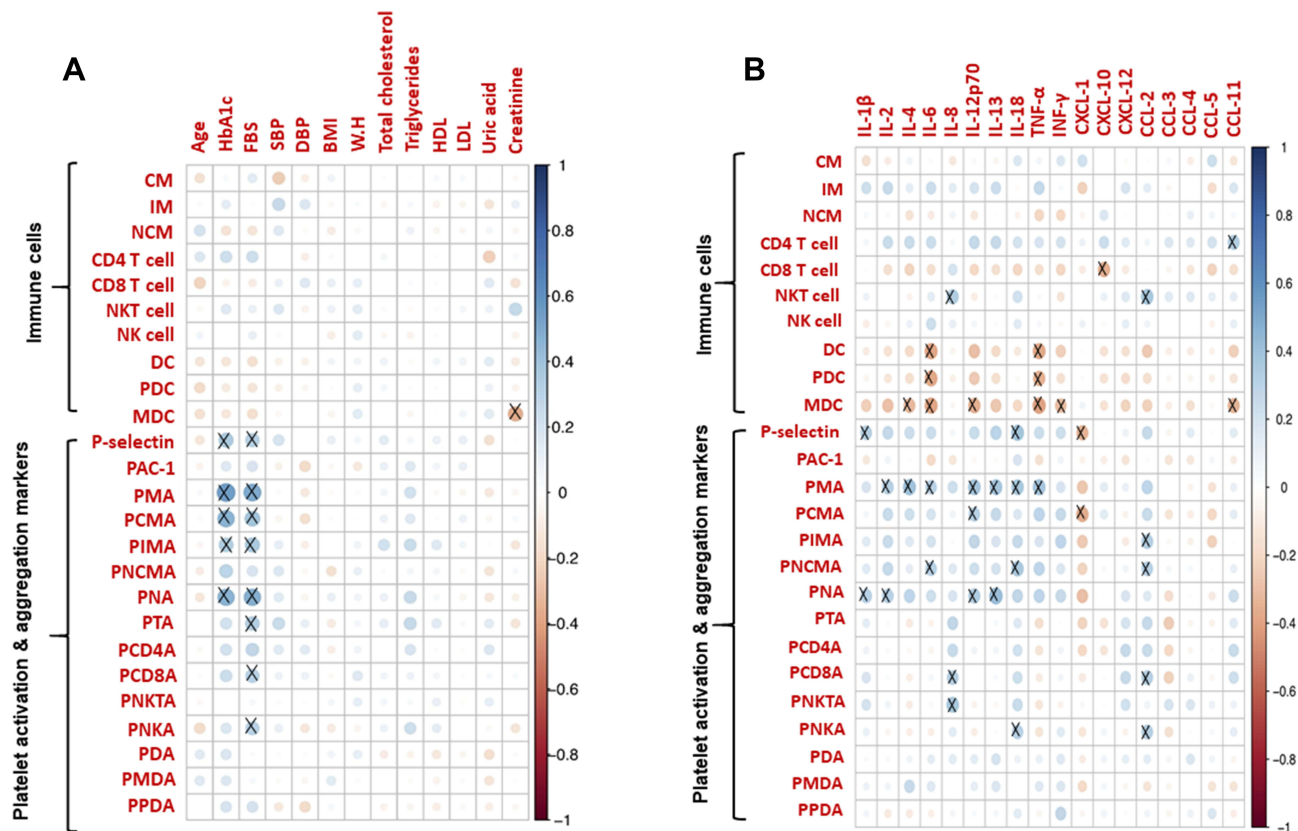 A
Age
HbA1c
FBS
SBP
DBP
BMI
W.H
Total cholesterol
Triglycerides
HDL
LDL
Uric acid
Creatinine
Immune cells
CM
IM
NCM
CD4 T cell
CD8 T cell
NKT cell
NK cell
DC
PDC
MDC
Platelet activation & aggregation markers
P-selectin
PAC-1
PMA
PCMA
PIMA
PNCMA
PNA
PTA
PCD4A
PCD8A
PNKTA
PNKA
PDA
PMDA
PPDA
1
0.8
0.6
0.4
0.2
0
-0.2
-0.4
-0.6
-0.8
-1
B
IL-1β
IL-2
IL-4
IL-6
IL-8
IL-12p70
IL-13
IL-18
TNF-α
INF-γ
CXCL-1
CXCL-10
CXCL-12
CCL-2
CCL-3
CCL-4
CCL-5
CCL-11
Immune cells
CM
IM
NCM
CD4 T cell
CD8 T cell
NKT cell
NK cell
DC
PDC
MDC
Platelet activation & aggregation markers
P-selectin
PAC-1
PMA
PCMA
PIMA
PNCMA
PNA
PTA
PCD4A
PCD8A
PNKTA
PNKA
PDA
PMDA
PPDA
1
0.8
0.6
0.4
0.2
0
-0.2
-0.4
-0.6
-0.8
-1